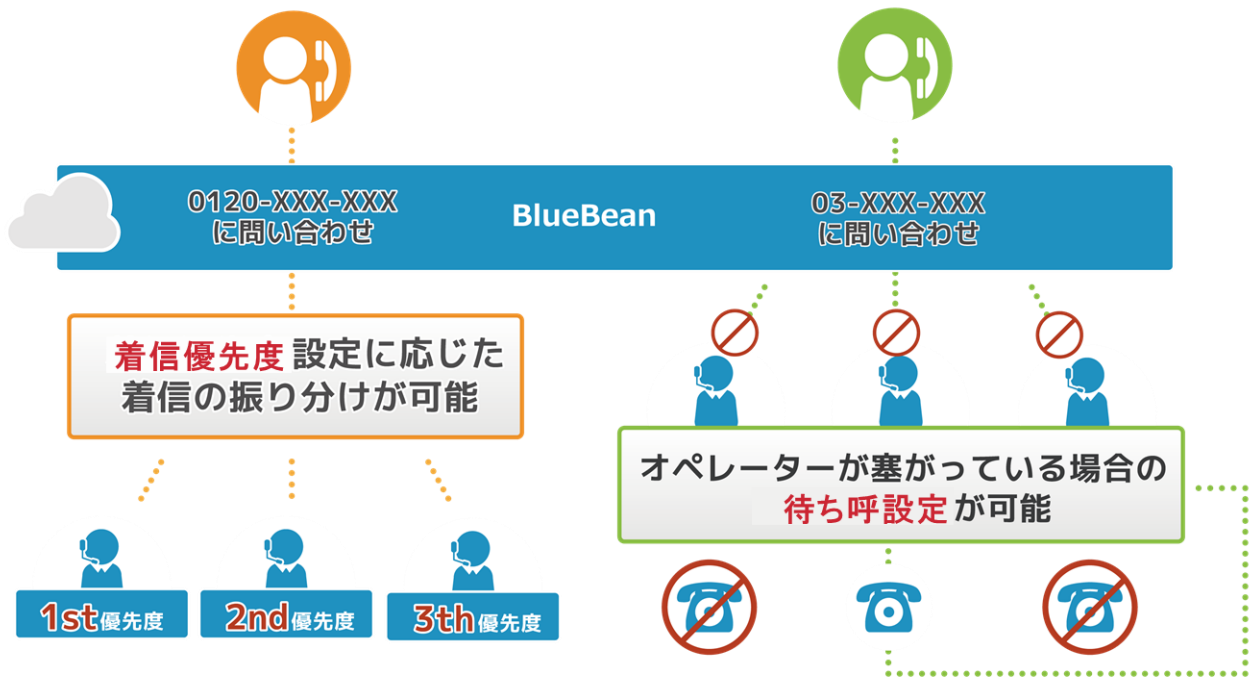 0120-XXX-XXX
に問い合わせ
BlueBean
03-XXX-XXX
に問い合わせ
着信優先度 設定に応じた
着信の振り分けが可能
1st優先度
2nd優先度
3th優先度
オペレーターが塞がっている場合の
待ち呼設定 が可能